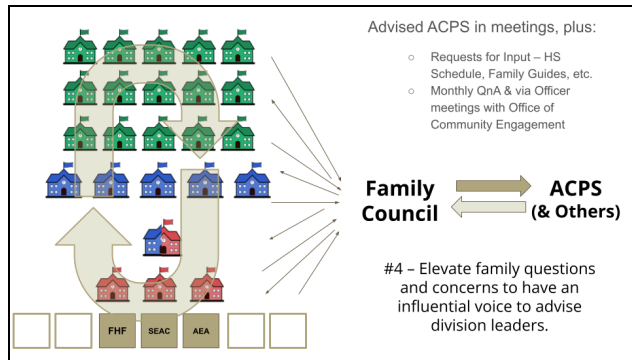 Advised ACPS in meetings, plus:
○ Requests for Input – HS
Schedule, Family Guides, etc.
○ Monthly QnA & via Officer
meetings with Office of
Community Engagement
Family
Council
ACPS
(& Others)
#4 – Elevate family questions
and concerns to have an
influential voice to advise
division leaders.
FHF
SEAC
AEA